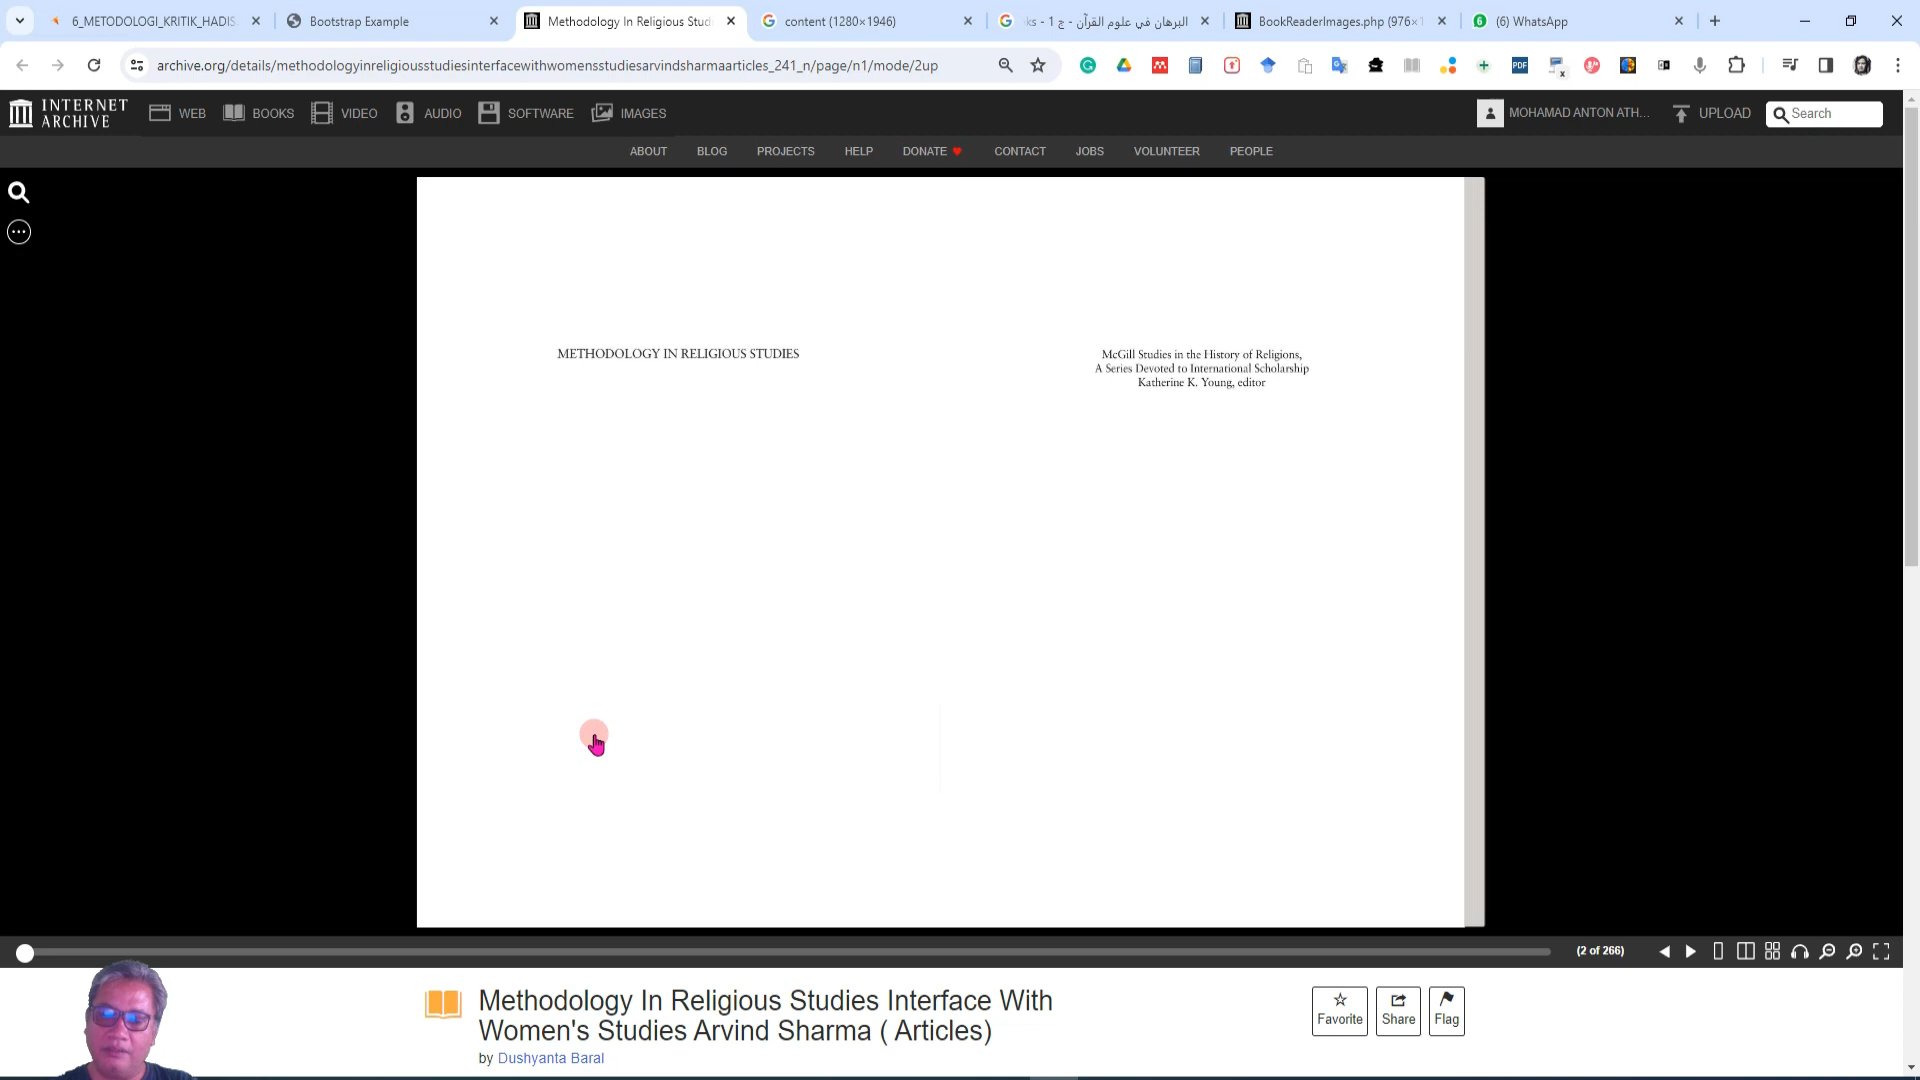 6_METODOLOGI_KRITIK_HADIS
Bootstrap Example
Methodology In Religious Stud
content (1280×1946)
البرهان في علوم القرآن - ج 1 - ks
BookReaderImages.php (976×1
6
(6) WhatsApp
archive.org/details/methodologyinreligiousstudiesinterfacewithwomensstudiesarvindsharmaarticles_241_n/page/n1/mode/2up
PDF
INTERNET
ARCHIVE
WEB
BOOKS
VIDEO
AUDIO
SOFTWARE
IMAGES
MOHAMAD ANTON ATH...
UPLOAD
Search
ABOUT
BLOG
PROJECTS
HELP
DONATE
CONTACT
JOBS
VOLUNTEER
PEOPLE
METHODOLOGY IN RELIGIOUS STUDIES
McGill Studies in the History of Religions,
A Series Devoted to International Scholarship
Katherine K. Young, editor
(2 of 266)
Methodology In Religious Studies Interface With
Women's Studies Arvind Sharma ( Articles)
by Dushyanta Baral
Favorite
Share
Flag